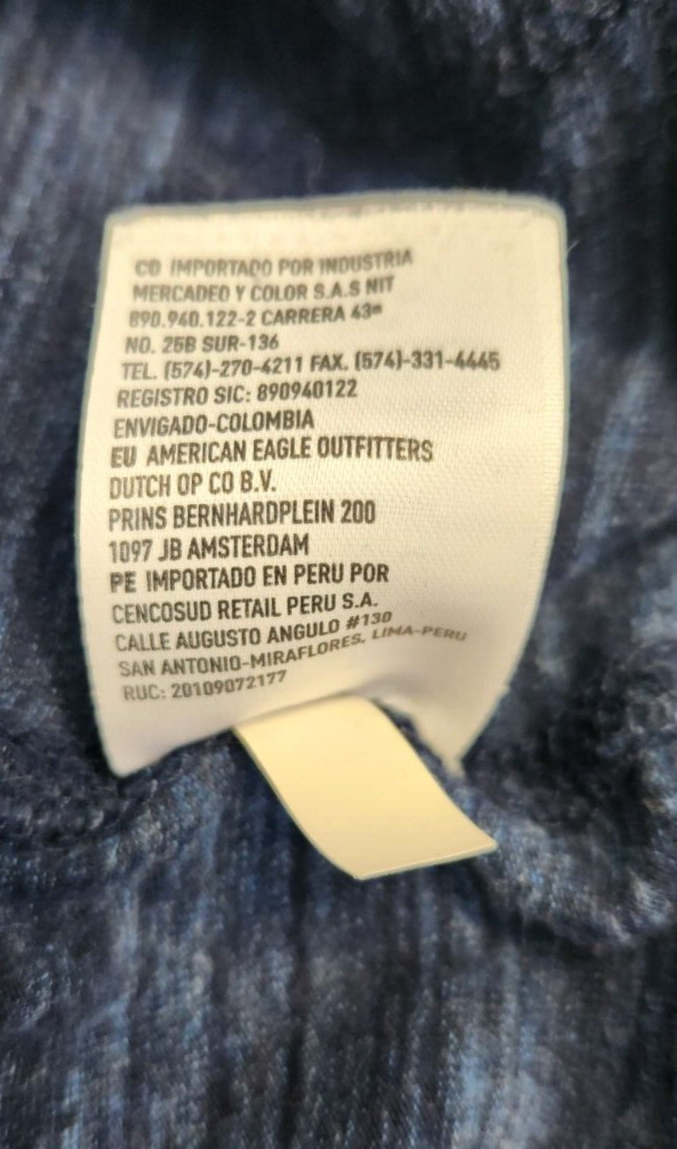 CO IMPORTADO POR INDUSTRIA
MERCADEO Y COLOR S.A.S NIT
890.940.122-2 CARRERA 43ª
NO. 25B SUR-136
TEL. (574)-270-4211 FAX. (574)-331-4445
REGISTRO SIC: 890940122
ENVIGADO-COLOMBIA
EU AMERICAN EAGLE OUTFITTERS
DUTCH OP CO B.V.
PRINS BERNHARDPLEIN 200
1097 JB AMSTERDAM
PE IMPORTADO EN PERU POR
CENCOSUD RETAIL PERU S.A.
CALLE AUGUSTO ANGULO #130
SAN ANTONIO-MIRAFLORES. LIMA-PERU
RUC: 20109072177